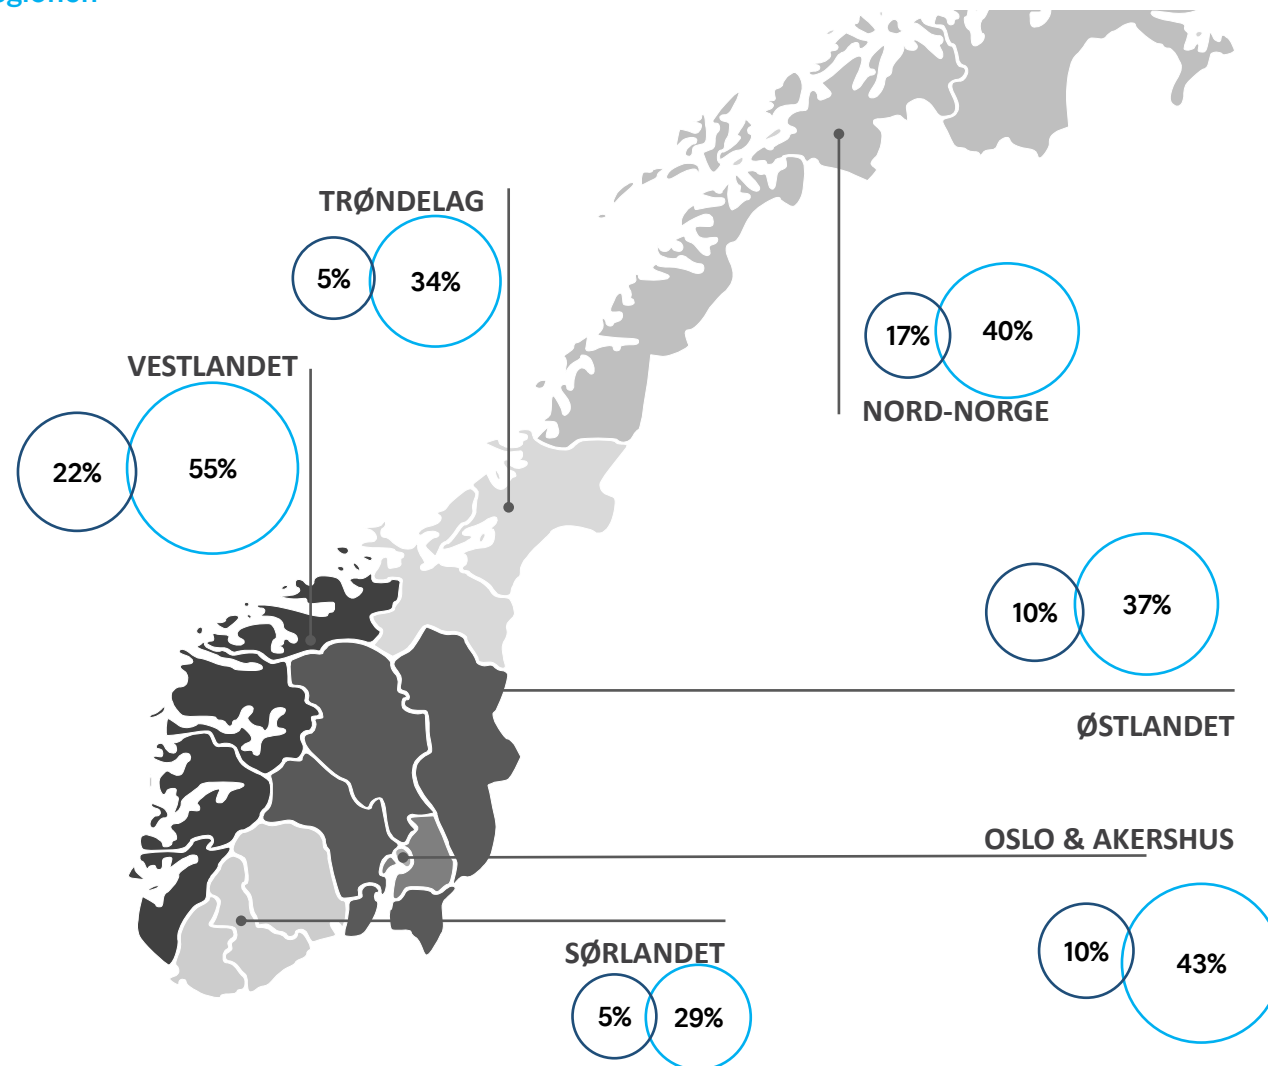 TRØNDELAG
5%
34%
VESTLANDET
22%
55%
17%
40%
NORD-NORGE
10%
37%
ØSTLANDET
OSLO & AKERSHUS
10%
43%
SØRLANDET
5%
29%